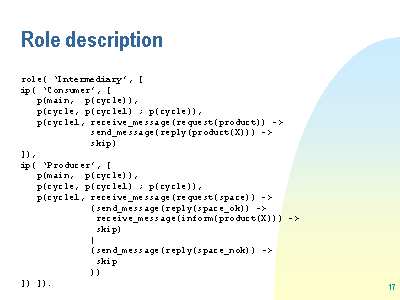 Role description
role( ‘Intermediary’, [
ip( ‘Consumer’, [
p(main, p(cycle)),
p(cycle, p(cycle1) ; p(cycle)),
p(cycle1, receive_message(request(product)) ->
send_message(reply(product(X))) ->
skip)
]),
ip( ‘Producer’, [
p(main, p(cycle)),
p(cycle, p(cycle1) ; p(cycle)),
p(cycle1, receive_message(request(space)) ->
(send_message(reply(space_ok)) ->
receive_message(inform(product(X))) ->
skip)
|
(send_message(reply(space_nok)) ->
skip
))
]) ]).
17